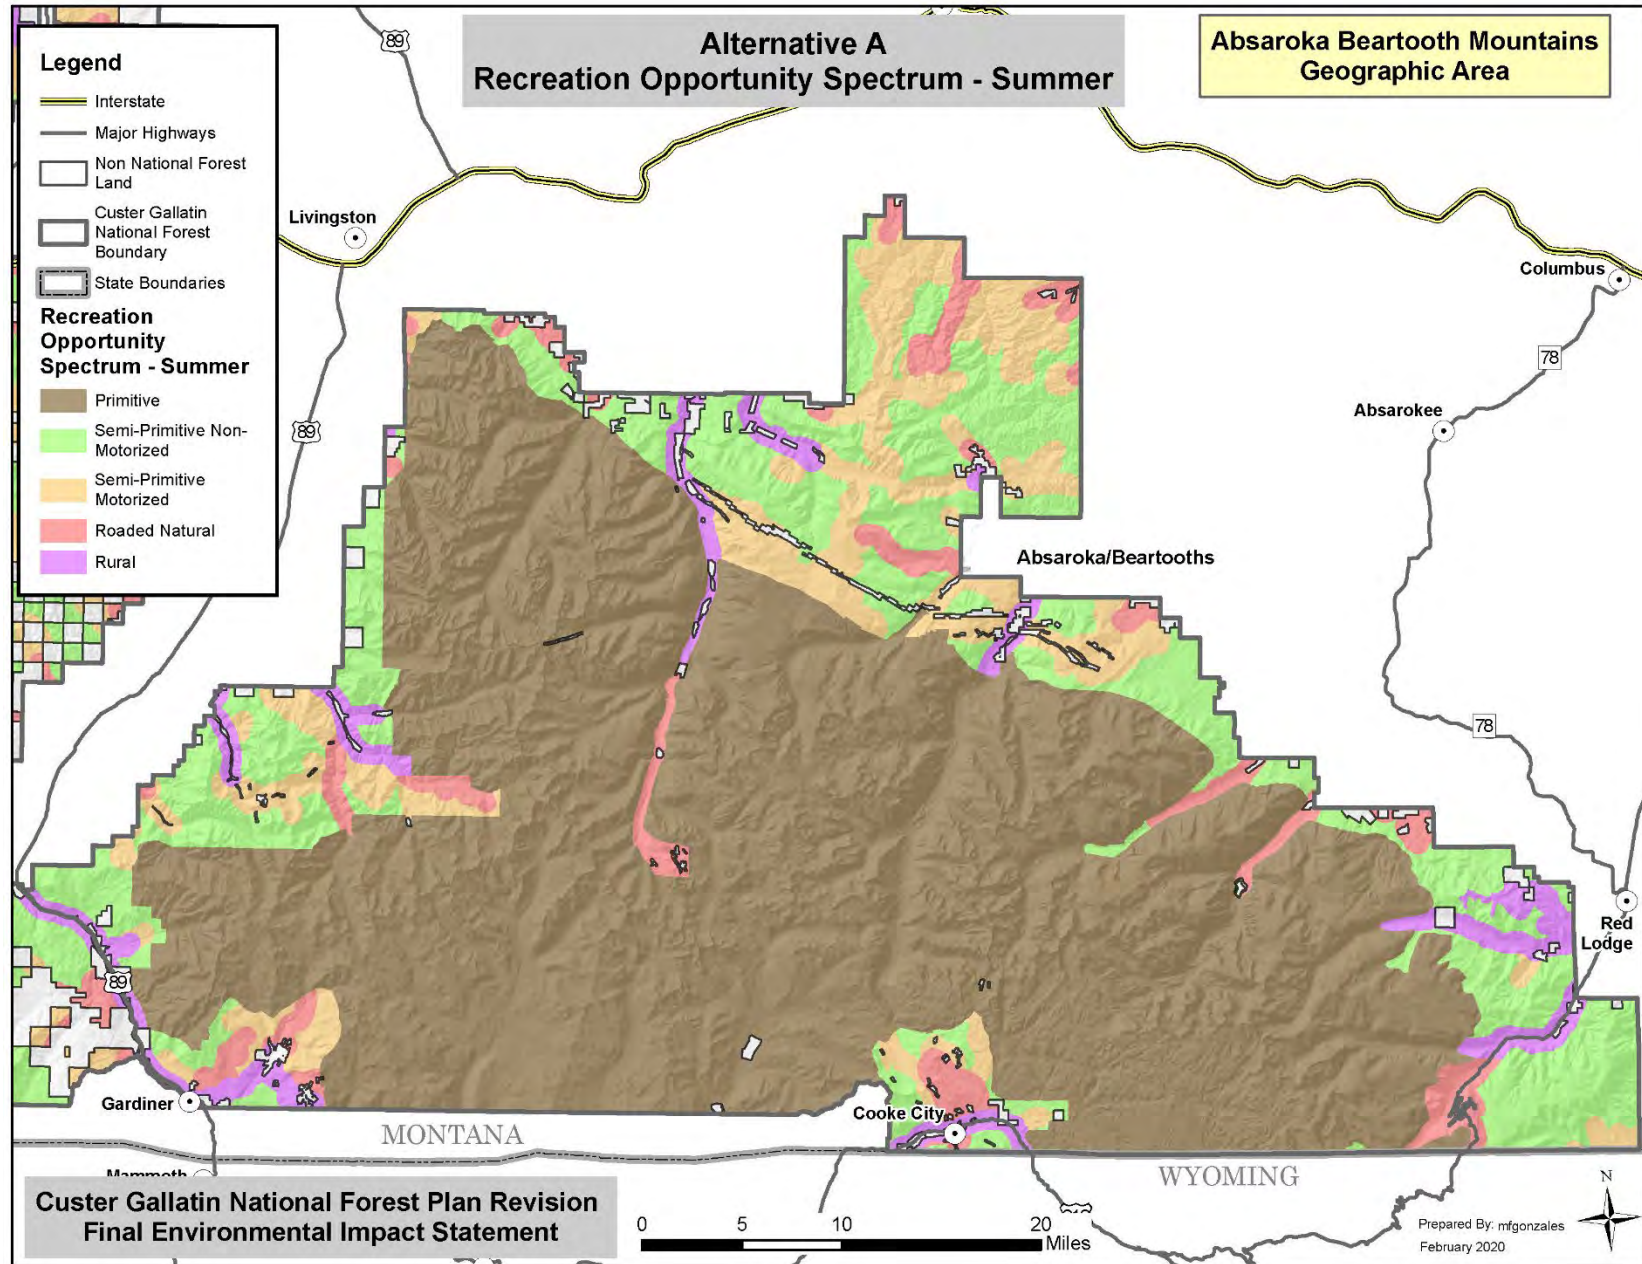 Alternative A
Recreation Opportunity Spectrum - Summer
Absaroka Beartooth Mountains
Geographic Area
Legend
Interstate
Major Highways
Non National Forest
Land
Custer Gallatin
National Forest
Boundary
State Boundaries
Recreation
Opportunity
Spectrum - Summer
Primitive
Semi-Primitive Non-
Motorized
Semi-Primitive
Motorized
Roaded Natural
Rural
89
Livingston
Columbus
78
89
Absarokee
Absaroka/Beartooths
78
Red
Lodge
89
Gardiner
Cooke City
MONTANA
WYOMING
Mammoth
Custer Gallatin National Forest Plan Revision
Final Environmental Impact Statement
0 5 10 20
Miles
N
Prepared By: mfgonzales
February 2020